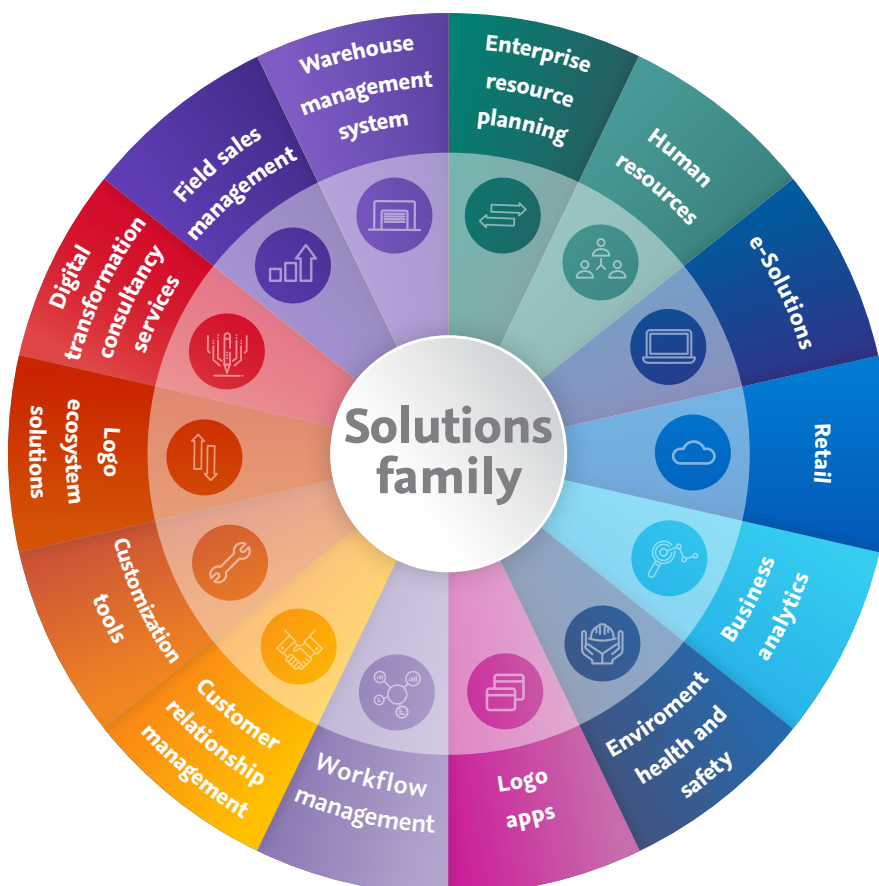 Solutions
family
Enterprise
resource
planning
Human
resources
e-Solutions
Retail
Business
analytics
Enviroment
health and
safety
Logo
apps
Workflow
management
Customer
relationship
management
Customization
tools
Logo
ecosystem
solutions
Digital
transformation
consultancy
services
Field sales
management
Warehouse
management
system